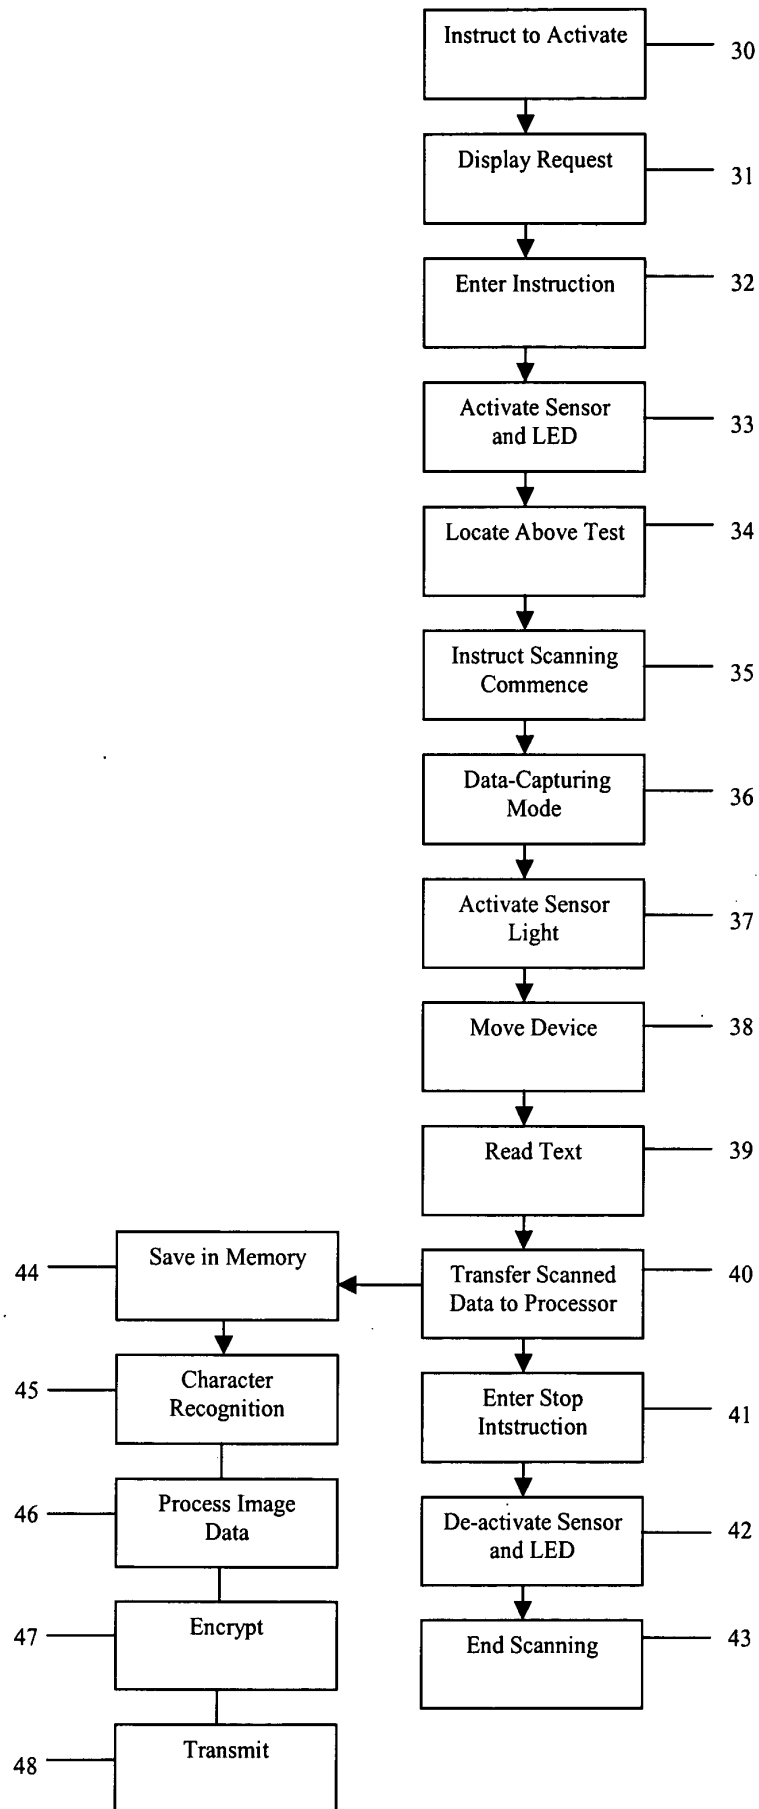 Instruct to Activate
30
Display Request
31
Enter Instruction
32
Activate Sensor
and LED
33
Locate Above Test
34
Instruct Scanning
Commence
35
Data-Capturing
Mode
36
Activate Sensor
Light
37
Move Device
38
Read Text
39
Transfer Scanned
Data to Processor
40
Enter Stop
Intstruction
41
De-activate Sensor
and LED
42
End Scanning
43
44
Save in Memory
45
Character
Recognition
46
Process Image
Data
47
Encrypt
48
Transmit